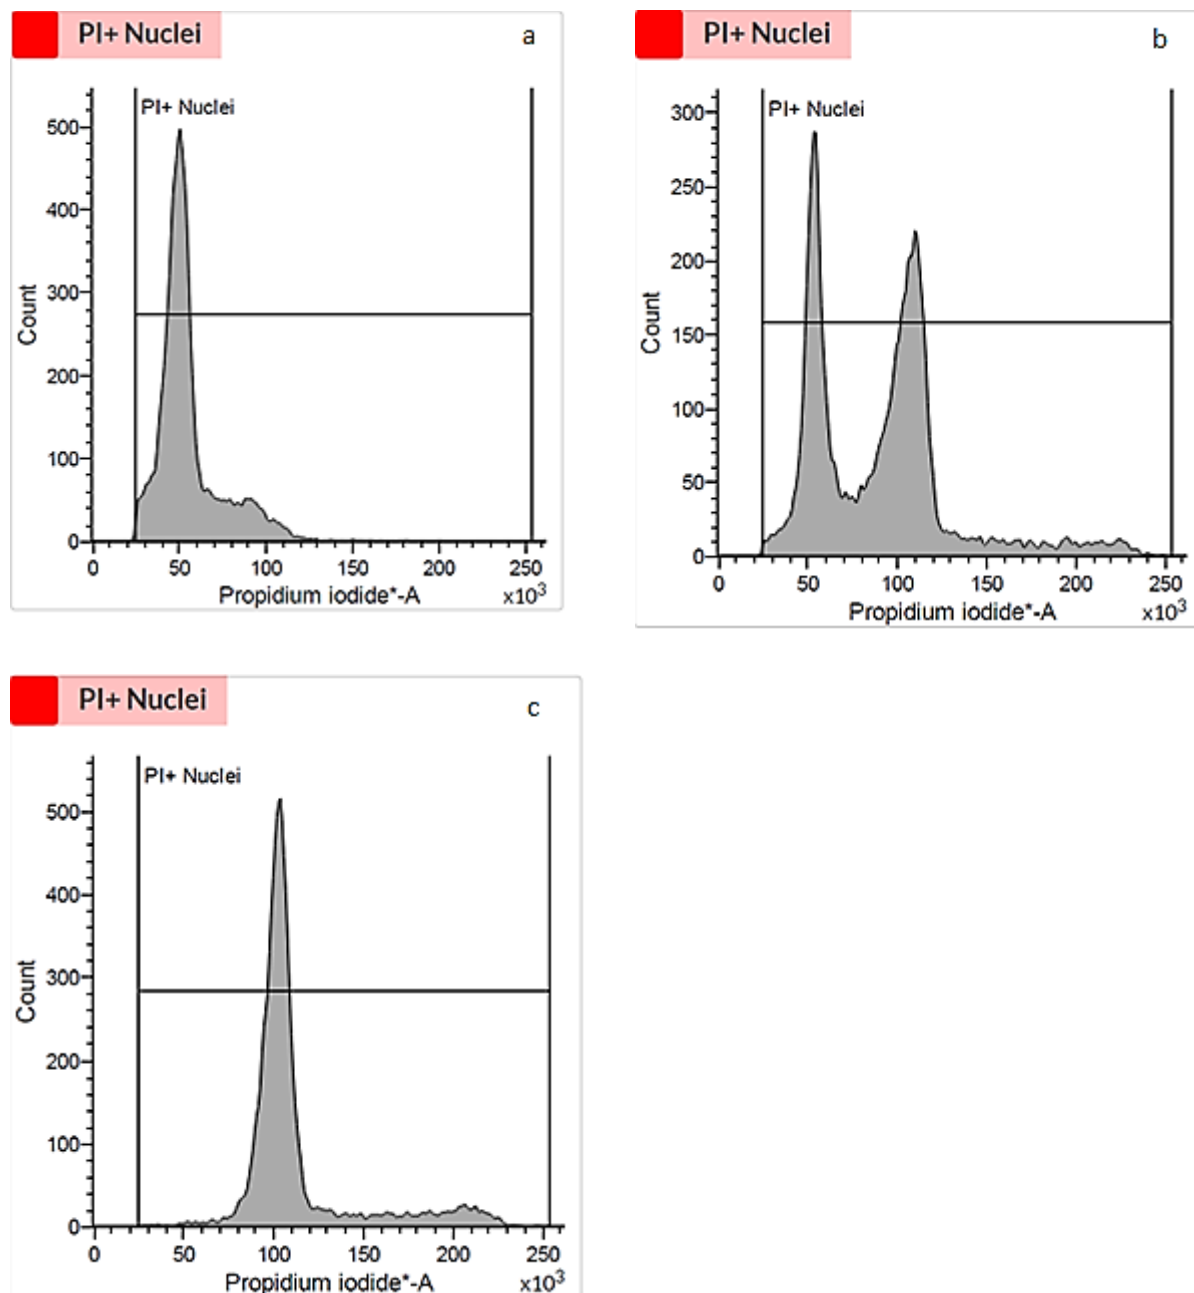 PI+ Nuclei
a
PI+ Nuclei
500
400
300
200
100
0
Count
0 50 100 150 200 250
Propidium iodide*-A
x10³
PI+ Nuclei
b
PI+ Nuclei
300
250
200
150
100
50
0
Count
0 50 100 150 200 250
Propidium iodide*-A
x10³
PI+ Nuclei
c
PI+ Nuclei
500
400
300
200
100
0
Count
0 50 100 150 200 250
Propidium iodide*-A
x10³